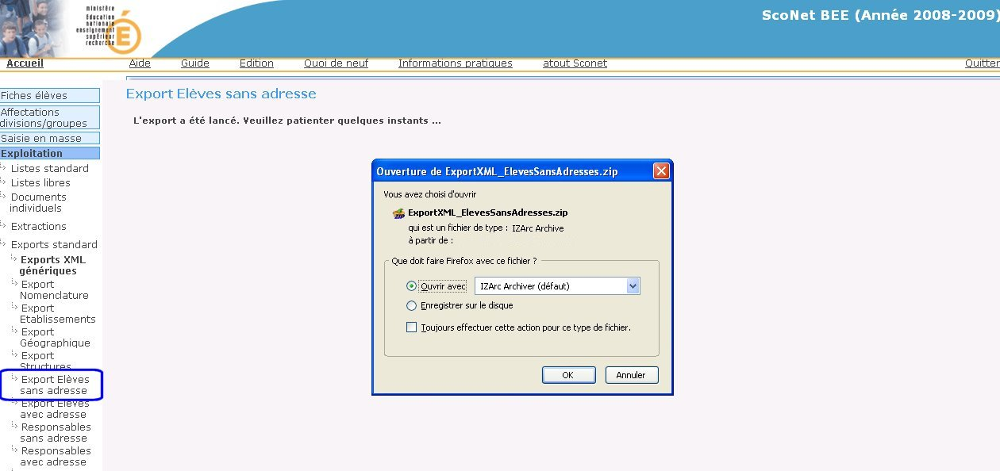 ministère
éducation
nationale
enseignement
supérieur
recherche
É
ScoNet BEE (Année 2008-2009)
Accueil
Aide
Guide
Edition
Quoi de neuf
Informations pratiques
atout Sconet
Quitter
Fiches élèves
Affectations
divisions/groupes
Saisie en masse
Exploitation
Listes standard
Listes libres
Documents
individuels
Extractions
Exports standard
Exports XML
génériques
Export
Nomenclature
Export
Etablissements
Export
Géographique
Export
Structures
Export Elèves
sans adresse
Export Elèves
avec adresse
Responsables
sans adresse
Responsables
avec adresse
Export Elèves sans adresse
L'export a été lancé. Veuillez patienter quelques instants ...
Ouverture de ExportXML_ElevesSansAdresses.zip
Vous avez choisi d'ouvrir
ZIP
ExportXML_ElevesSansAdresses.zip
qui est un fichier de type : IZArc Archive
à partir de :
Que doit faire Firefox avec ce fichier ?
Ouvrir avec
IZArc Archiver (défaut)
Enregistrer sur le disque
Toujours effectuer cette action pour ce type de fichier.
OK
Annuler